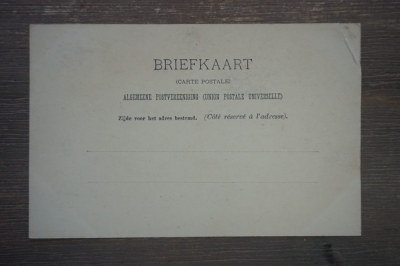 BRIEFKAART
(CARTE POSTALE)
ALGEMEENE POSTVEREENIGING (UNION POSTALE UNIVERSELLE)
Zijde voor het adres bestemd. (Côté réservé à l'adresse).